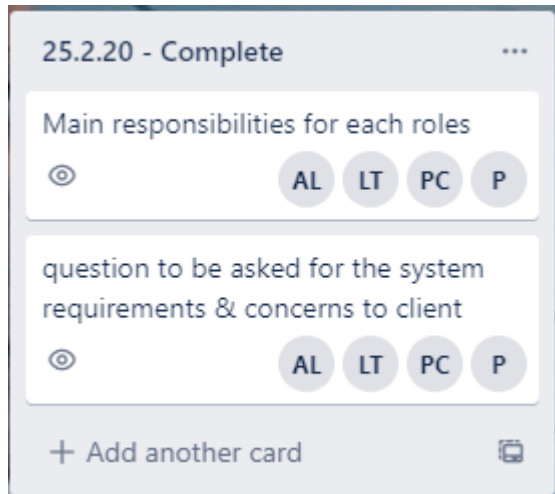 25.2.20 - Complete
Main responsibilities for each roles
AL LT PC P
question to be asked for the system
requirements & concerns to client
AL LT PC P
+ Add another card